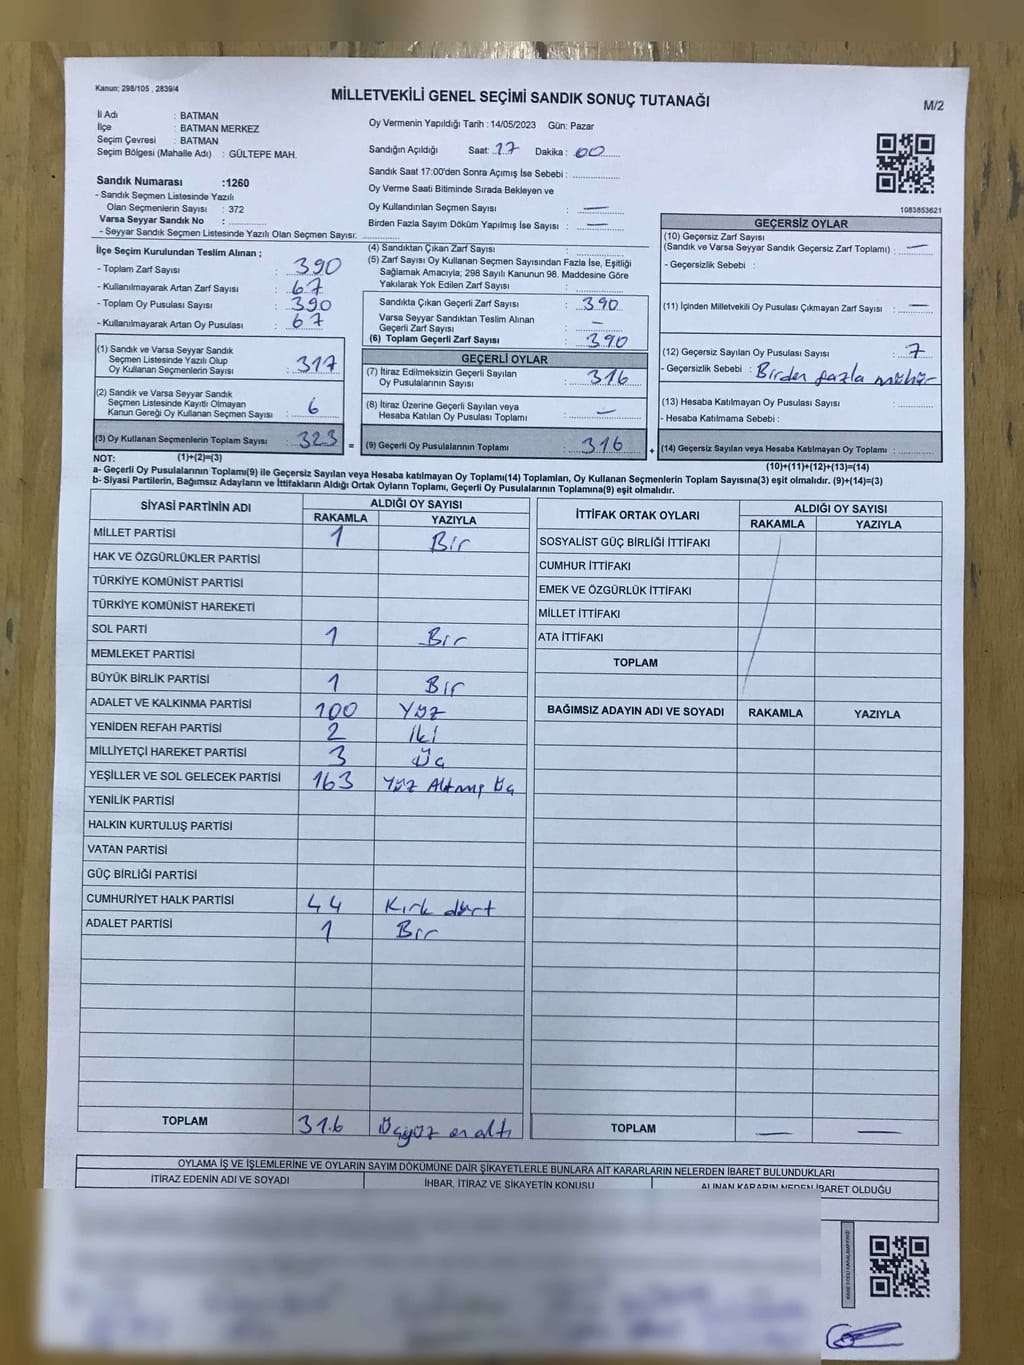 Kanun; 298/105 , 2839/4
MİLLETVEKİLİ GENEL SEÇİMİ SANDIK SONUÇ TUTANAĞI
M/2
İl Adı : BATMAN
İlçe : BATMAN MERKEZ
Seçim Çevresi : BATMAN
Seçim Bölgesi (Mahalle Adı) : GÜLTEPE MAH.
Sandık Numarası :1260
- Sandık Seçmen Listesinde Yazılı
Olan Seçmenlerin Sayısı : 372
Varsa Seyyar Sandık No :
- Seyyar Sandık Seçmen Listesinde Yazılı Olan Seçmen Sayısı:
Oy Vermenin Yapıldığı Tarih : 14/05/2023 Gün: Pazar
Sandığın Açıldığı Saat: 17 Dakika : 00
Sandık Saat 17:00'den Sonra Açımış İse Sebebi :
Oy Verme Saati Bitiminde Sırada Bekleyen ve
Oy Kullandırılan Seçmen Sayısı : —
Birden Fazla Sayım Döküm Yapılmış İse Sayısı : —
1083853621
İlçe Seçim Kurulundan Teslim Alınan ;
- Toplam Zarf Sayısı : 390
- Kullanılmayarak Artan Zarf Sayısı : 67
- Toplam Oy Pusulası Sayısı : 390
- Kullanılmayarak Artan Oy Pusulası : 67
(1) Sandık ve Varsa Seyyar Sandık
Seçmen Listesinde Yazılı Olup
Oy Kullanan Seçmenlerin Sayısı : 317
(2) Sandık ve Varsa Seyyar Sandık
Seçmen Listesinde Kayıtlı Olmayan
Kanun Gereği Oy Kullanan Seçmen Sayısı : 6
(3) Oy Kullanan Seçmenlerin Toplam Sayısı : 323 =
(1)+(2)=(3)
(4) Sandıktan Çıkan Zarf Sayısı :
(5) Zarf Sayısı Oy Kullanan Seçmen Sayısından Fazla İse, Eşitliği
Sağlamak Amacıyla; 298 Sayılı Kanunun 98. Maddesine Göre
Yakılarak Yok Edilen Zarf Sayısı :
Sandıkta Çıkan Geçerli Zarf Sayısı : 390
Varsa Seyyar Sandıktan Teslim Alınan
Geçerli Zarf Sayısı : —
(6) Toplam Geçerli Zarf Sayısı : 390
GEÇERLİ OYLAR
(7) İtiraz Edilmeksizin Geçerli Sayılan
Oy Pusulalarının Sayısı : 316
(8) İtiraz Üzerine Geçerli Sayılan veya
Hesaba Katılan Oy Pusulaları Toplamı : —
(9) Geçerli Oy Pusulalarının Toplamı : 316 +
GEÇERSİZ OYLAR
(10) Geçersiz Zarf Sayısı
(Sandık ve Varsa Seyyar Sandık Geçersiz Zarf Toplamı) : —
- Geçersizlik Sebebi :
(11) İçinden Milletvekili Oy Pusulası Çıkmayan Zarf Sayısı : —
(12) Geçersiz Sayılan Oy Pusulası Sayısı : 7
- Geçersizlik Sebebi : Birden fazla mühür
(13) Hesaba Katılmayan Oy Pusulası Sayısı :
- Hesaba Katılmama Sebebi :
(14) Geçersiz Sayılan veya Hesaba Katılmayan Oy Toplamı :
(10)+(11)+(12)+(13)=(14)
NOT:
a- Geçerli Oy Pusulalarının Toplamı(9) ile Geçersiz Sayılan veya Hesaba katılmayan Oy Toplamı(14) Toplamları, Oy Kullanan Seçmenlerin Toplam Sayısına(3) eşit olmalıdır. (9)+(14)=(3)
b- Siyasi Partilerin, Bağımsız Adayların ve İttifakların Aldığı Ortak Oyların Toplamı, Geçerli Oy Pusulalarının Toplamına(9) eşit olmalıdır.
SİYASİ PARTİNİN ADI ALDIĞI OY SAYISI
RAKAMLA YAZIYLA
MİLLET PARTİSİ 1 Bir
HAK VE ÖZGÜRLÜKLER PARTİSİ
TÜRKİYE KOMÜNİST PARTİSİ
TÜRKİYE KOMÜNİST HAREKETİ
SOL PARTİ 1 Bir
MEMLEKET PARTİSİ
BÜYÜK BİRLİK PARTİSİ 1 Bir
ADALET VE KALKINMA PARTİSİ 100 Yüz
YENİDEN REFAH PARTİSİ 2 İki
MİLLİYETÇİ HAREKET PARTİSİ 3 Üç
YEŞİLLER VE SOL GELECEK PARTİSİ 163 Yüz Altmış Üç
YENİLİK PARTİSİ
HALKIN KURTULUŞ PARTİSİ
VATAN PARTİSİ
GÜÇ BİRLİĞİ PARTİSİ
CUMHURİYET HALK PARTİSİ 44 Kırk dört
ADALET PARTİSİ 1 Bir
TOPLAM 316 Üçyüz on altı
İTTİFAK ORTAK OYLARI ALDIĞI OY SAYISI
RAKAMLA YAZIYLA
SOSYALİST GÜÇ BİRLİĞİ İTTİFAKI
CUMHUR İTTİFAKI
EMEK VE ÖZGÜRLÜK İTTİFAKI
MİLLET İTTİFAKI
ATA İTTİFAKI
TOPLAM
BAĞIMSIZ ADAYIN ADI VE SOYADI RAKAMLA YAZIYLA
TOPLAM — —
OYLAMA İŞ VE İŞLEMLERİNE VE OYLARIN SAYIM DÖKÜMÜNE DAİR ŞİKAYETLERLE BUNLARA AİT KARARLARIN NELERDEN İBARET BULUNDUKLARI
İTİRAZ EDENİN ADI VE SOYADI İHBAR, İTİRAZ VE ŞİKAYETİN KONUSU ALINAN KARARIN NEDEN İBARET OLDUĞU